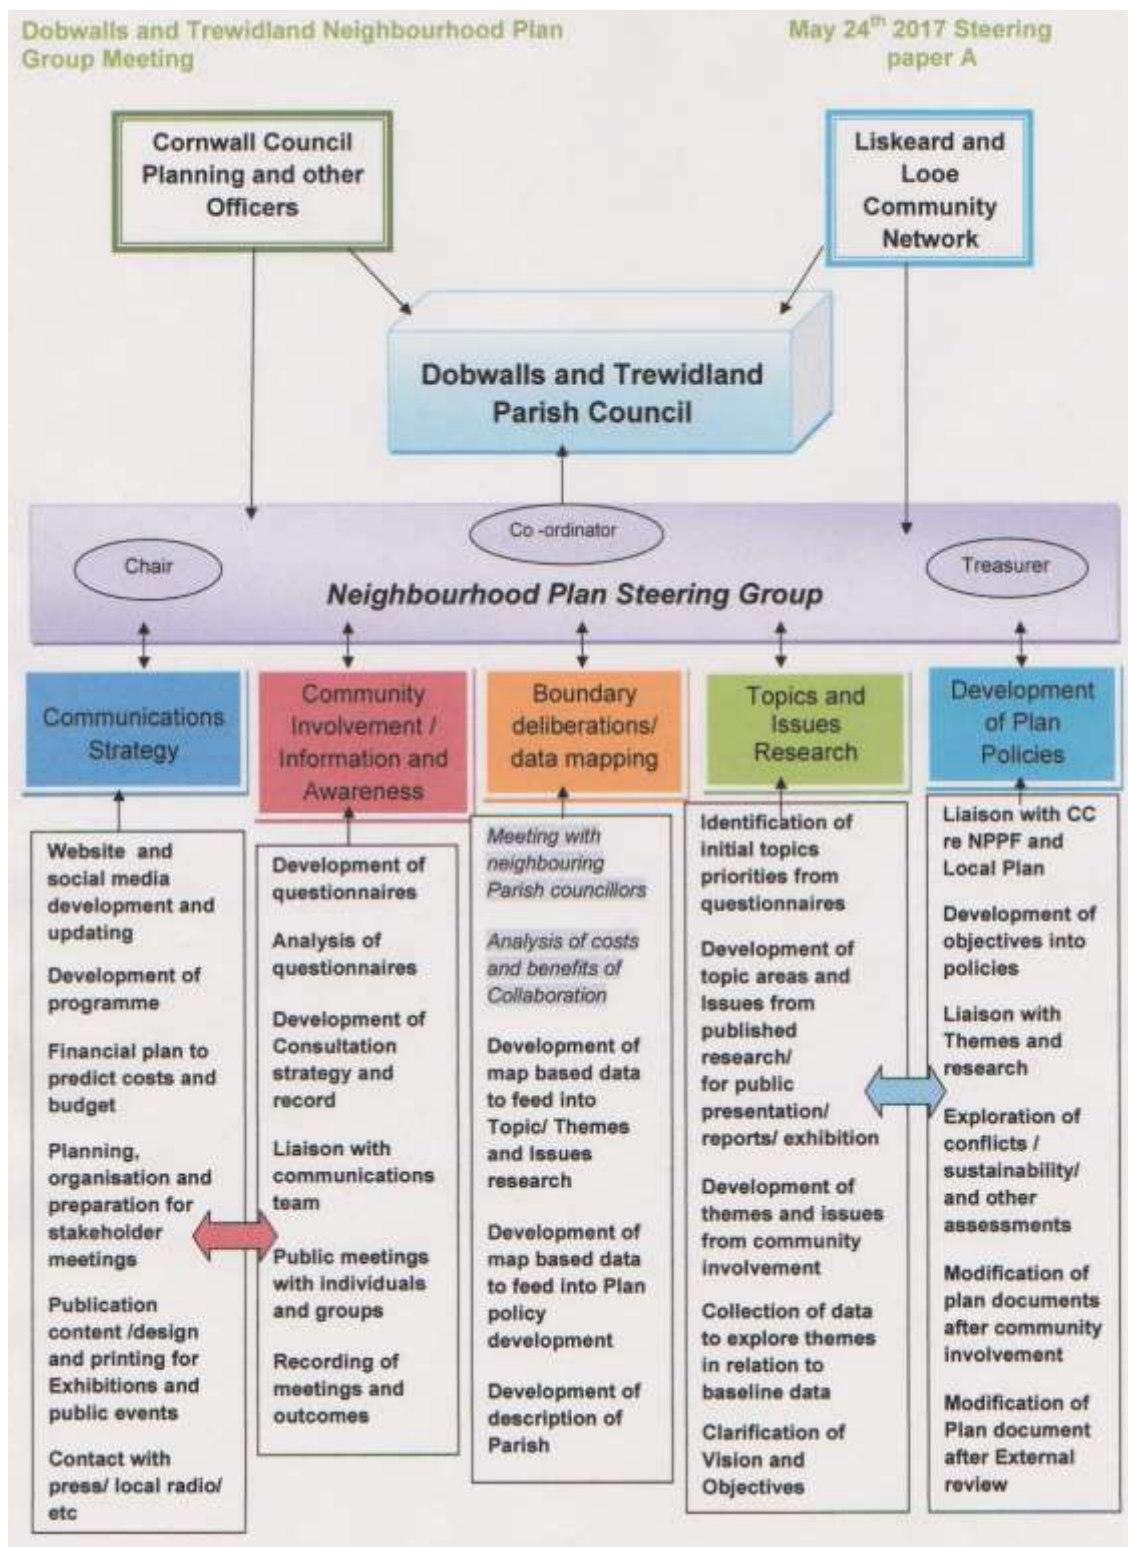 Dobwalls and Trewidland Neighbourhood Plan
Group Meeting
May 24th 2017 Steering
paper A
Cornwall Council
Planning and other
Officers
Liskeard and
Looe
Community
Network
Dobwalls and Trewidland
Parish Council
Co -ordinator
Chair
Treasurer
Neighbourhood Plan Steering Group
Communications
Strategy
Community
Involvement /
Information and
Awareness
Boundary
deliberations/
data mapping
Topics and
Issues
Research
Development
of Plan
Policies
Website and
social media
development and
updating
Development of
programme
Financial plan to
predict costs and
budget
Planning,
organisation and
preparation for
stakeholder
meetings
Publication
content /design
and printing for
Exhibitions and
public events
Contact with
press/ local radio/
etc
Development of
questionnaires
Analysis of
questionnaires
Development of
Consultation
strategy and
record
Liaison with
communications
team
Public meetings
with individuals
and groups
Recording of
meetings and
outcomes
Meeting with
neighbouring
Parish councillors
Analysis of costs
and benefits of
Collaboration
Development of
map based data
to feed into
Topic/ Themes
and Issues
research
Development of
map based data
to feed into Plan
policy
development
Development of
description of
Parish
Identification of
initial topics
priorities from
questionnaires
Development of
topic areas and
Issues from
published
research/
for public
presentation/
reports/ exhibition
Development of
themes and issues
from community
involvement
Collection of data
to explore themes
in relation to
baseline data
Clarification of
Vision and
Objectives
Liaison with CC
re NPPF and
Local Plan
Development of
objectives into
policies
Liaison with
Themes and
research
Exploration of
conflicts /
sustainability/
and other
assessments
Modification of
plan documents
after community
involvement
Modification of
Plan document
after External
review